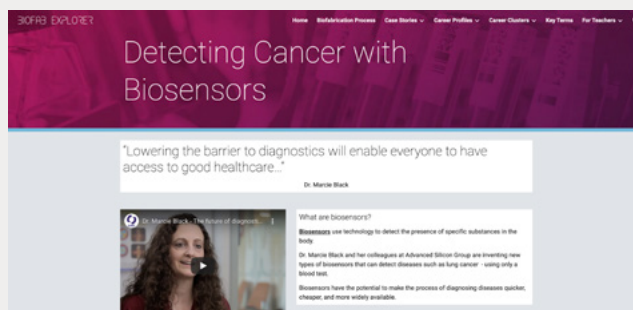 BIOFAB EXPLORER
Home Biofabrication Process Case Stories Career Profiles Career Clusters Key Terms For Teachers
Detecting Cancer with
Biosensors
"Lowering the barrier to diagnostics will enable everyone to have
access to good healthcare..."
Dr. Marcie Black
Dr. Marcie Black - The future of diagnosti...
What are biosensors?
Biosensors use technology to detect the presence of specific substances in the
body.
Dr. Marcie Black and her colleagues at Advanced Silicon Group are inventing new
types of biosensors that can detect diseases such as lung cancer - using only a
blood test.
Biosensors have the potential to make the process of diagnosing diseases quicker,
cheaper, and more widely available.